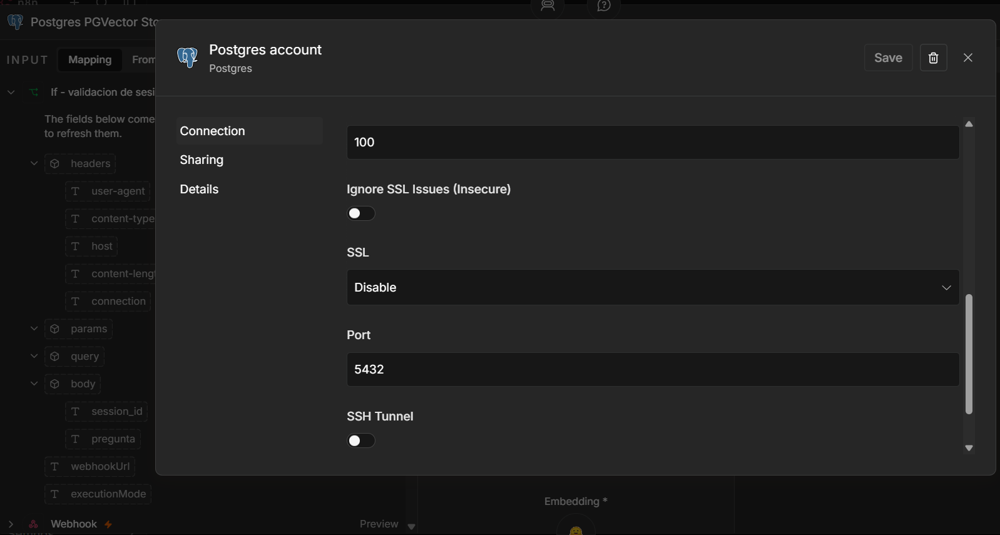 n8n
Postgres PGVector Sto
INPUT
Mapping
From
If - validacion de sesi
The fields below come
to refresh them.
headers
user-agent
content-type
host
content-lengt
connection
params
query
body
session_id
pregunta
webhookUrl
executionMode
Webhook
Preview
Postgres account
Postgres
Save
Connection
Sharing
Details
100
Ignore SSL Issues (Insecure)
SSL
Disable
Port
5432
SSH Tunnel
Embedding *